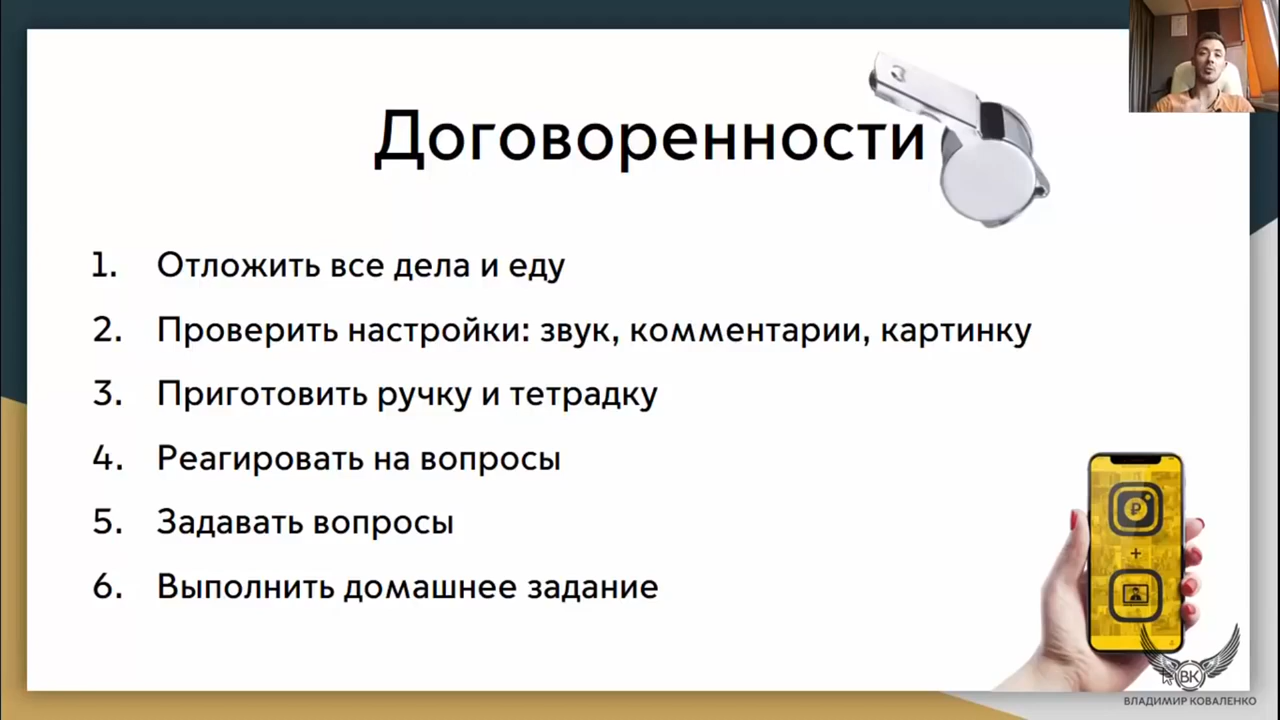 Договоренности
1. Отложить все дела и еду
2. Проверить настройки: звук, комментарии, картинку
3. Приготовить ручку и тетрадку
4. Реагировать на вопросы
5. Задавать вопросы
6. Выполнить домашнее задание
₽
+
ВК
ВЛАДИМИР КОВАЛЕНКО